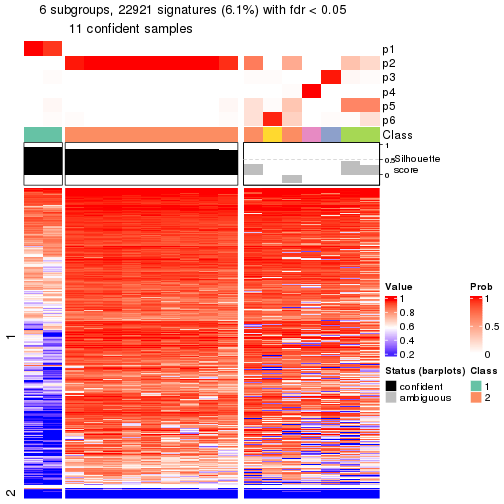 6 subgroups, 22921 signatures (6.1%) with fdr < 0.05
11 confident samples
p1
p2
p3
p4
p5
p6
Class
1
0.5
0
Silhouette
score
1
2
Value
1
0.8
0.6
0.4
0.2
Prob
1
0.5
0
Status (barplots)
confident
ambiguous
Class
1
2